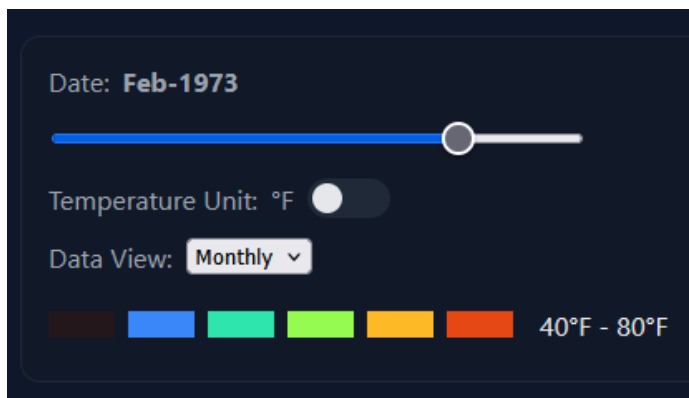 Date: Feb-1973
Temperature Unit: °F
Data View: Monthly
40°F - 80°F